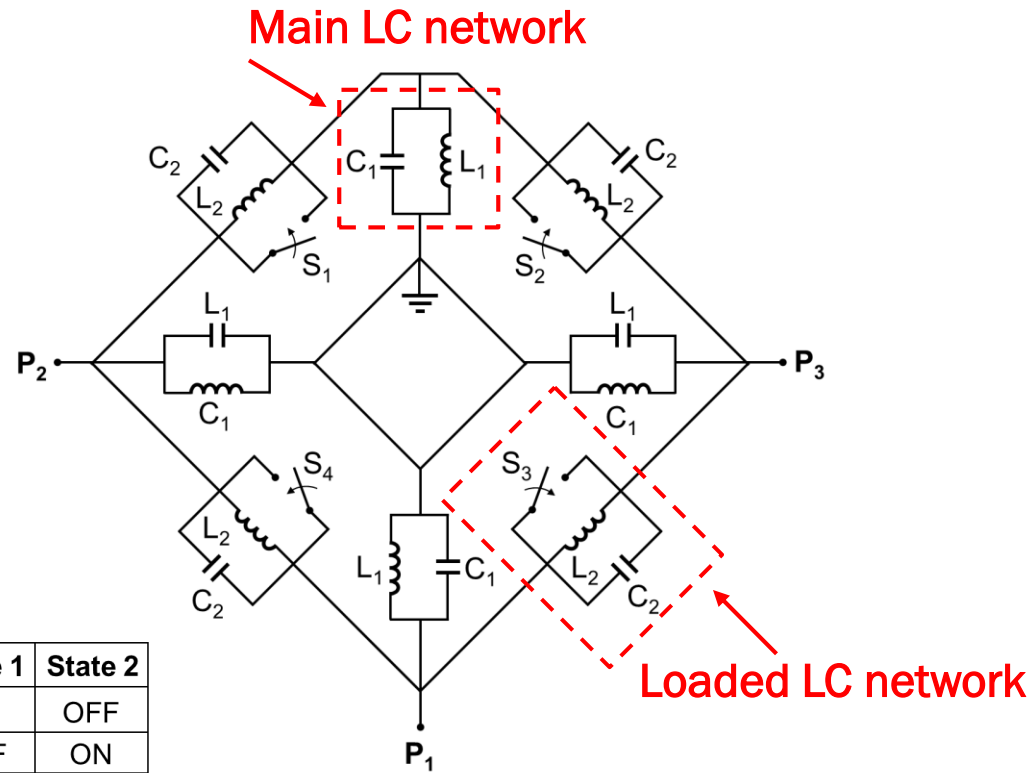 Main LC network
C₂
L₂
S₁
C₁
L₁
C₂
L₂
S₂
P₂
L₁
C₁
L₁
C₁
P₃
S₄
L₂
C₂
L₁
C₁
S₃
L₂
C₂
Loaded LC network
1 State 2
OFF
ON
P₁